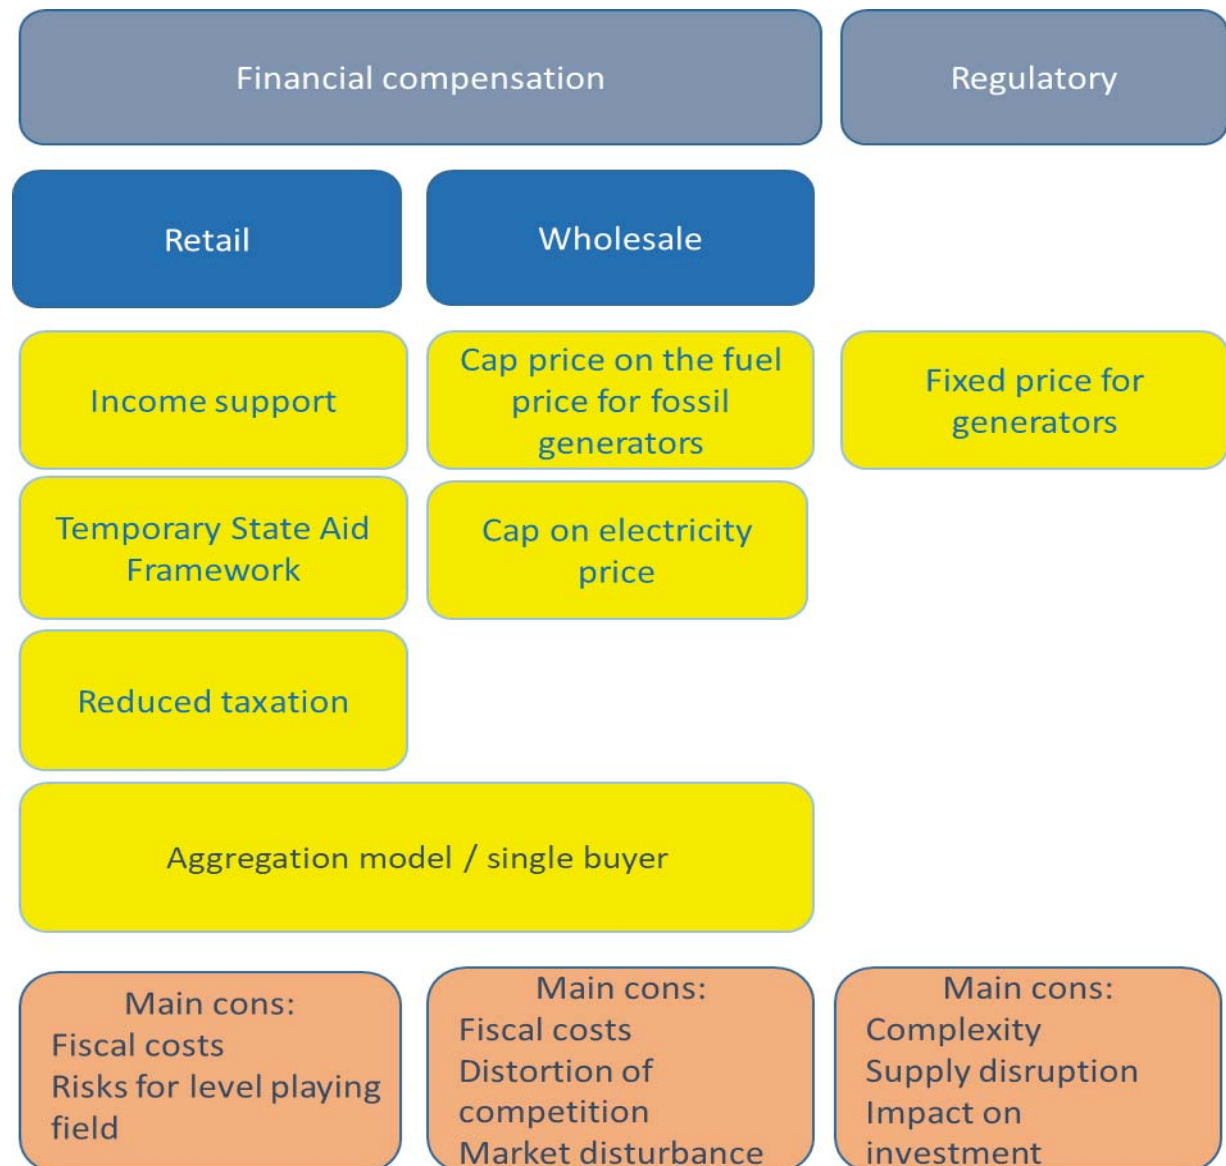 Financial compensation
Regulatory
Retail
Wholesale
Income support
Cap price on the fuel
price for fossil
generators
Fixed price for
generators
Temporary State Aid
Framework
Cap on electricity
price
Reduced taxation
Aggregation model / single buyer
Main cons:
Fiscal costs
Risks for level playing
field
Main cons:
Fiscal costs
Distortion of
competition
Market disturbance
Main cons:
Complexity
Supply disruption
Impact on
investment